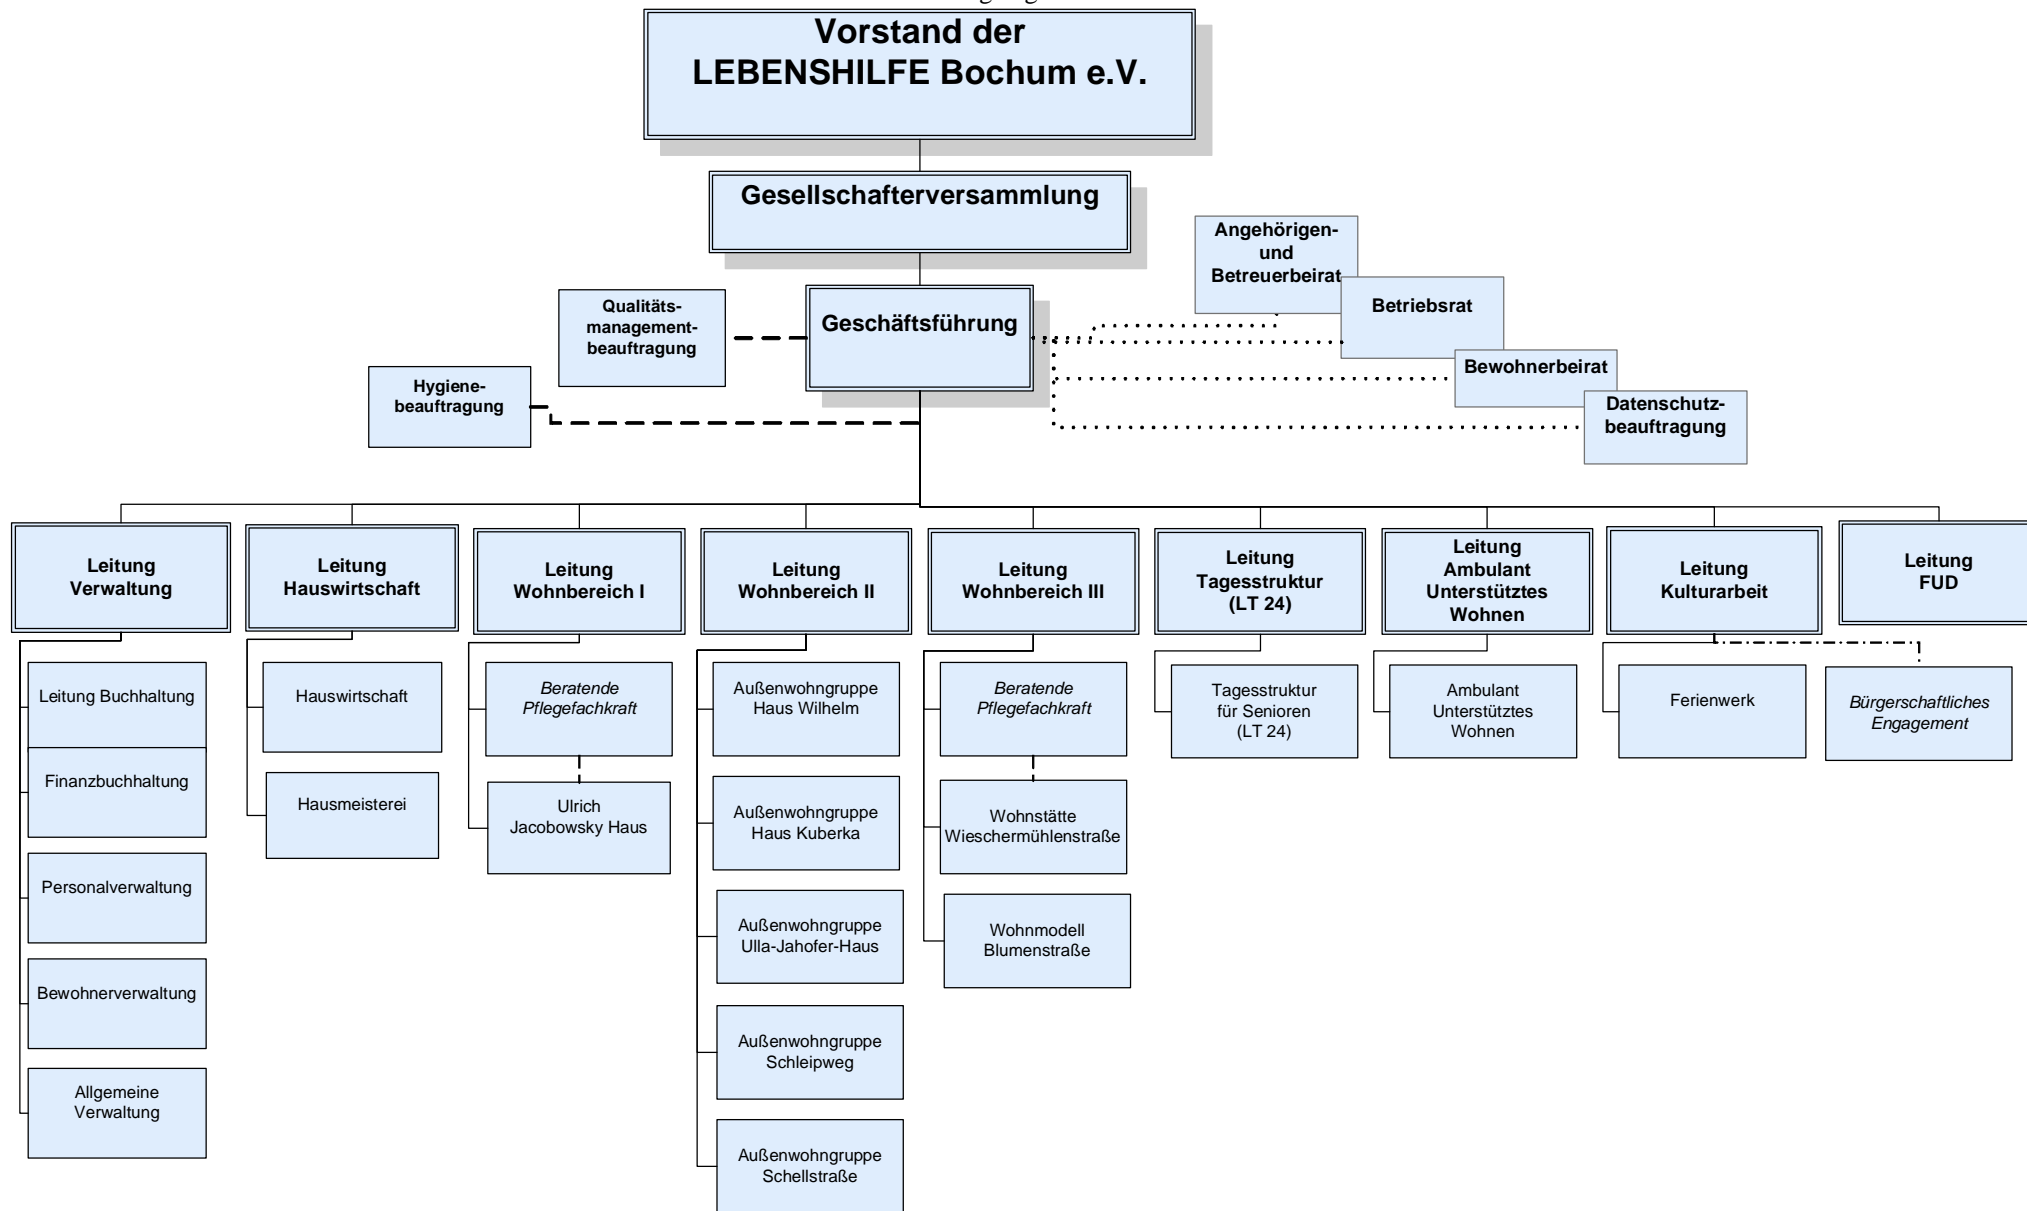 Vorstand der
LEBENSHILFE Bochum e.V.
Gesellschafterversammlung
Geschäftsführung
Qualitäts-
management-
beauftragung
Hygiene-
beauftragung
Angehörigen-
und
Betreuerbeirat
Betriebsrat
Bewohnerbeirat
Datenschutz-
beauftragung
Leitung
Verwaltung
Leitung
Hauswirtschaft
Leitung
Wohnbereich I
Leitung
Wohnbereich II
Leitung
Wohnbereich III
Leitung
Tagesstruktur
(LT 24)
Leitung
Ambulant
Unterstütztes
Wohnen
Leitung
Kulturarbeit
Leitung
FUD
Leitung Buchhaltung
Finanzbuchhaltung
Personalverwaltung
Bewohnerverwaltung
Allgemeine
Verwaltung
Hauswirtschaft
Hausmeisterei
Beratende
Pflegefachkraft
Ulrich
Jacobowsky Haus
Außenwohngruppe
Haus Wilhelm
Außenwohngruppe
Haus Kuberka
Außenwohngruppe
Ulla-Jahofer-Haus
Außenwohngruppe
Schleipweg
Außenwohngruppe
Schellstraße
Beratende
Pflegefachkraft
Wohnstätte
Wieschermühlenstraße
Wohnmodell
Blumenstraße
Tagesstruktur
für Senioren
(LT 24)
Ambulant
Unterstütztes
Wohnen
Ferienwerk
Bürgerschaftliches
Engagement